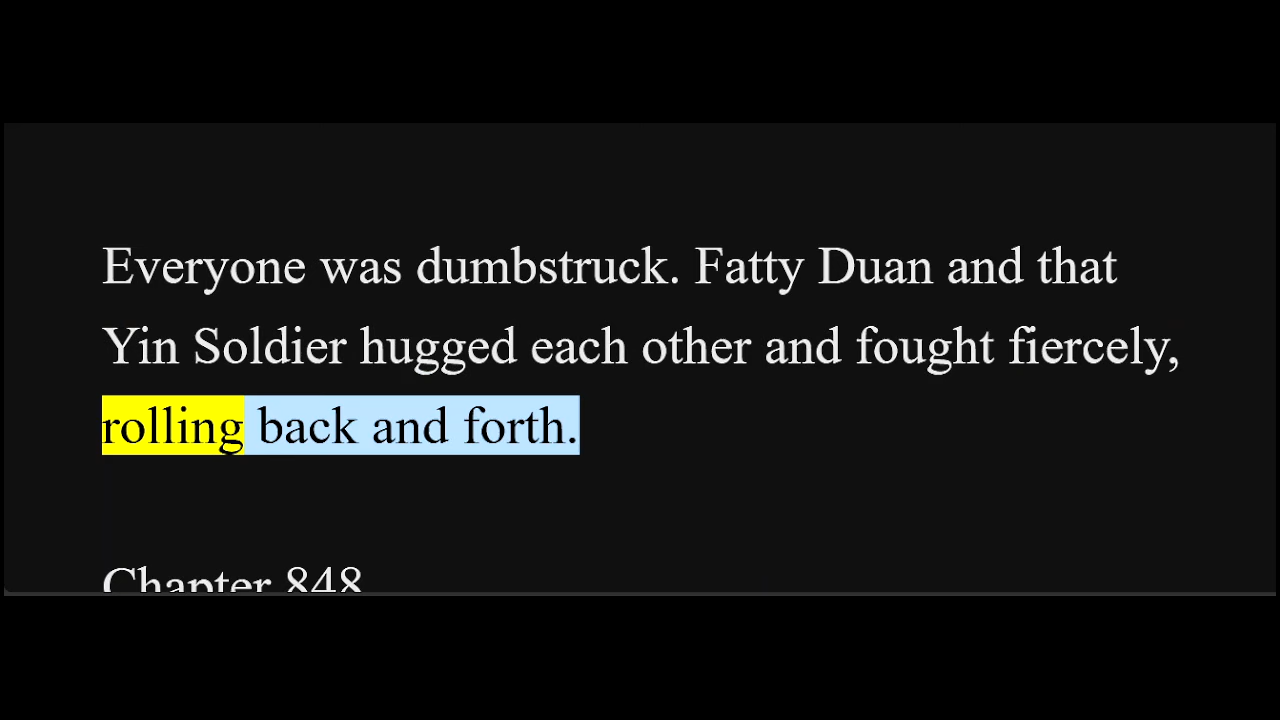 Everyone was dumbstruck. Fatty Duan and that
Yin Soldier hugged each other and fought fiercely,
rolling back and forth.
Chapter 848